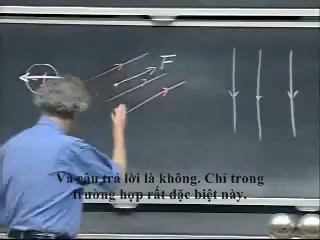 F
Và câu trả lời là không. Chỉ trong
trường hợp rất đặc biệt này.